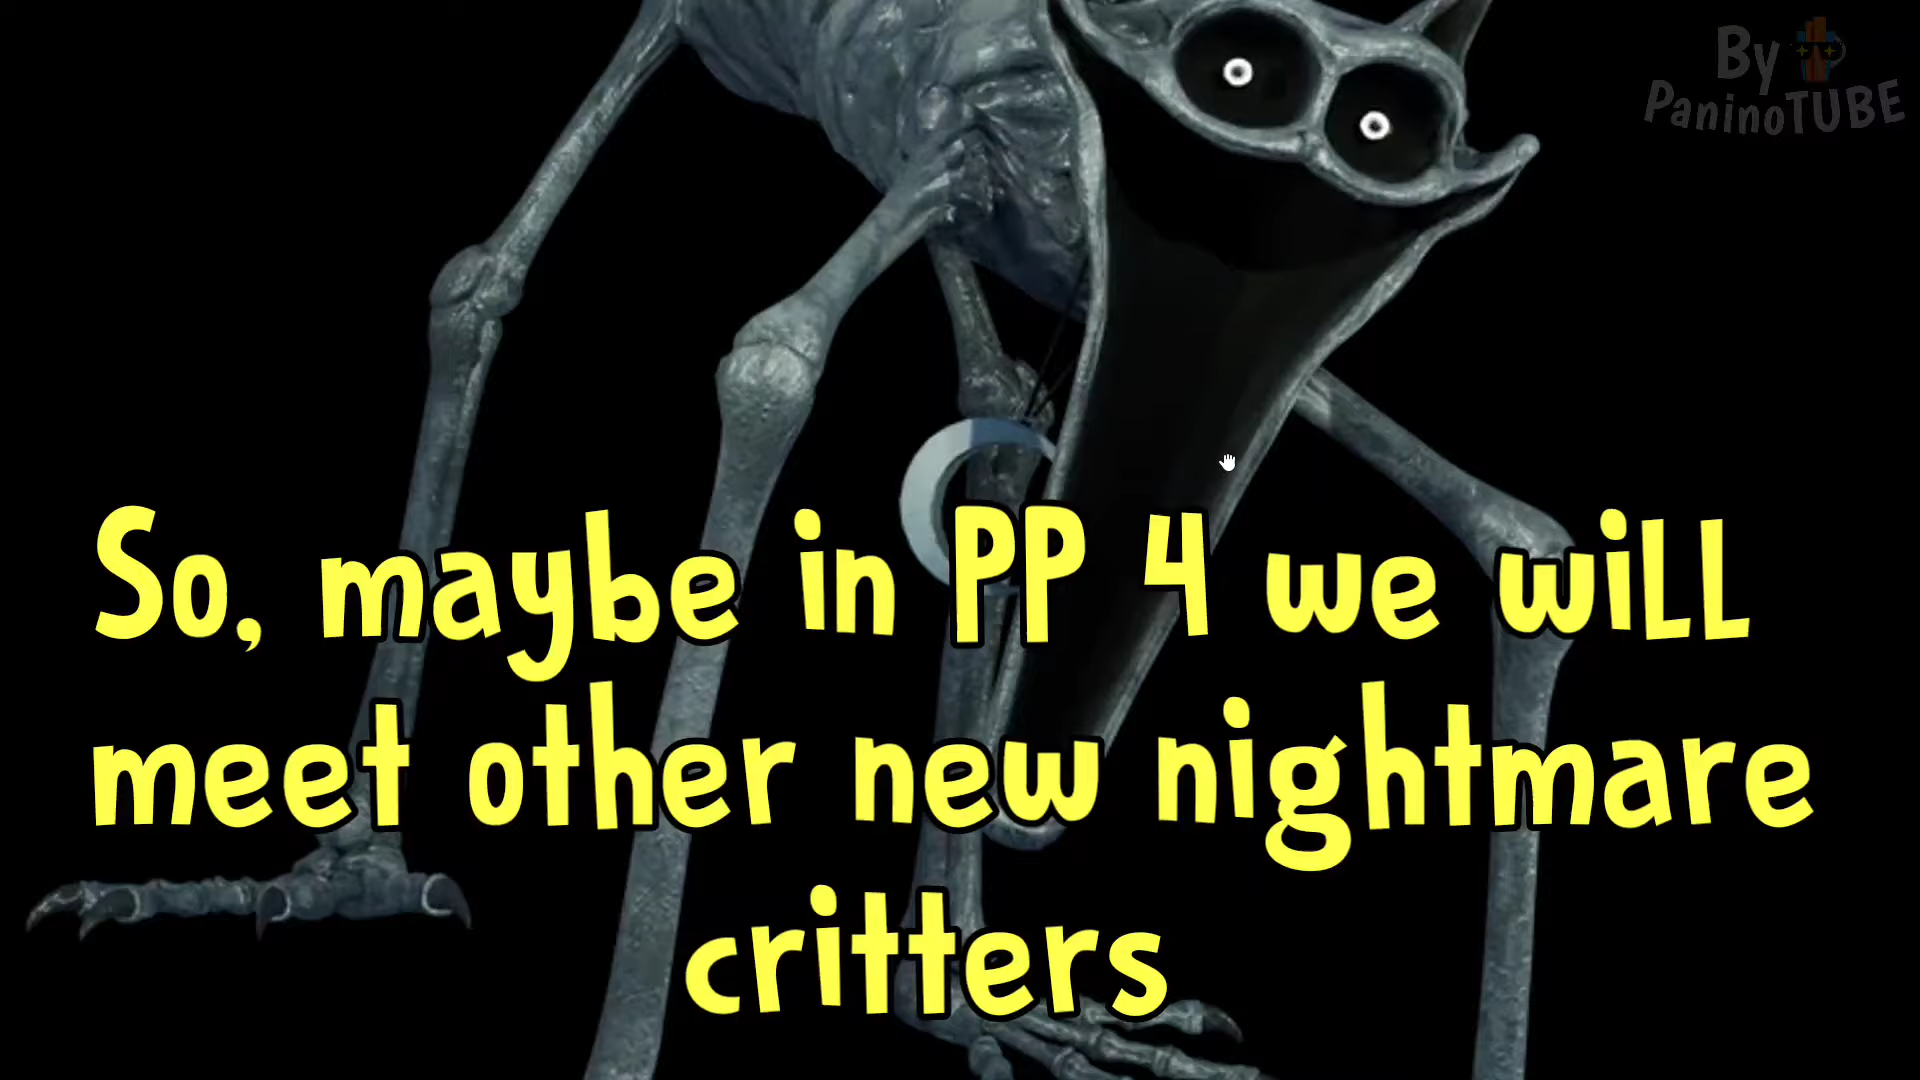 By
PaninoTUBE
So, maybe in PP 4 we will
meet other new nightmare
critters